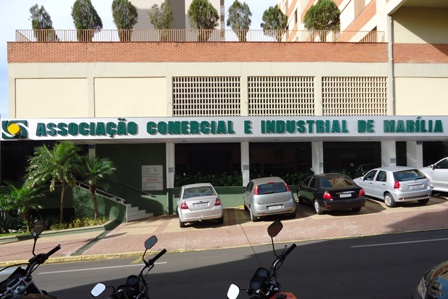 ASSOCIAÇÃO COMERCIAL E INDUSTRIAL DE MARÍLIA